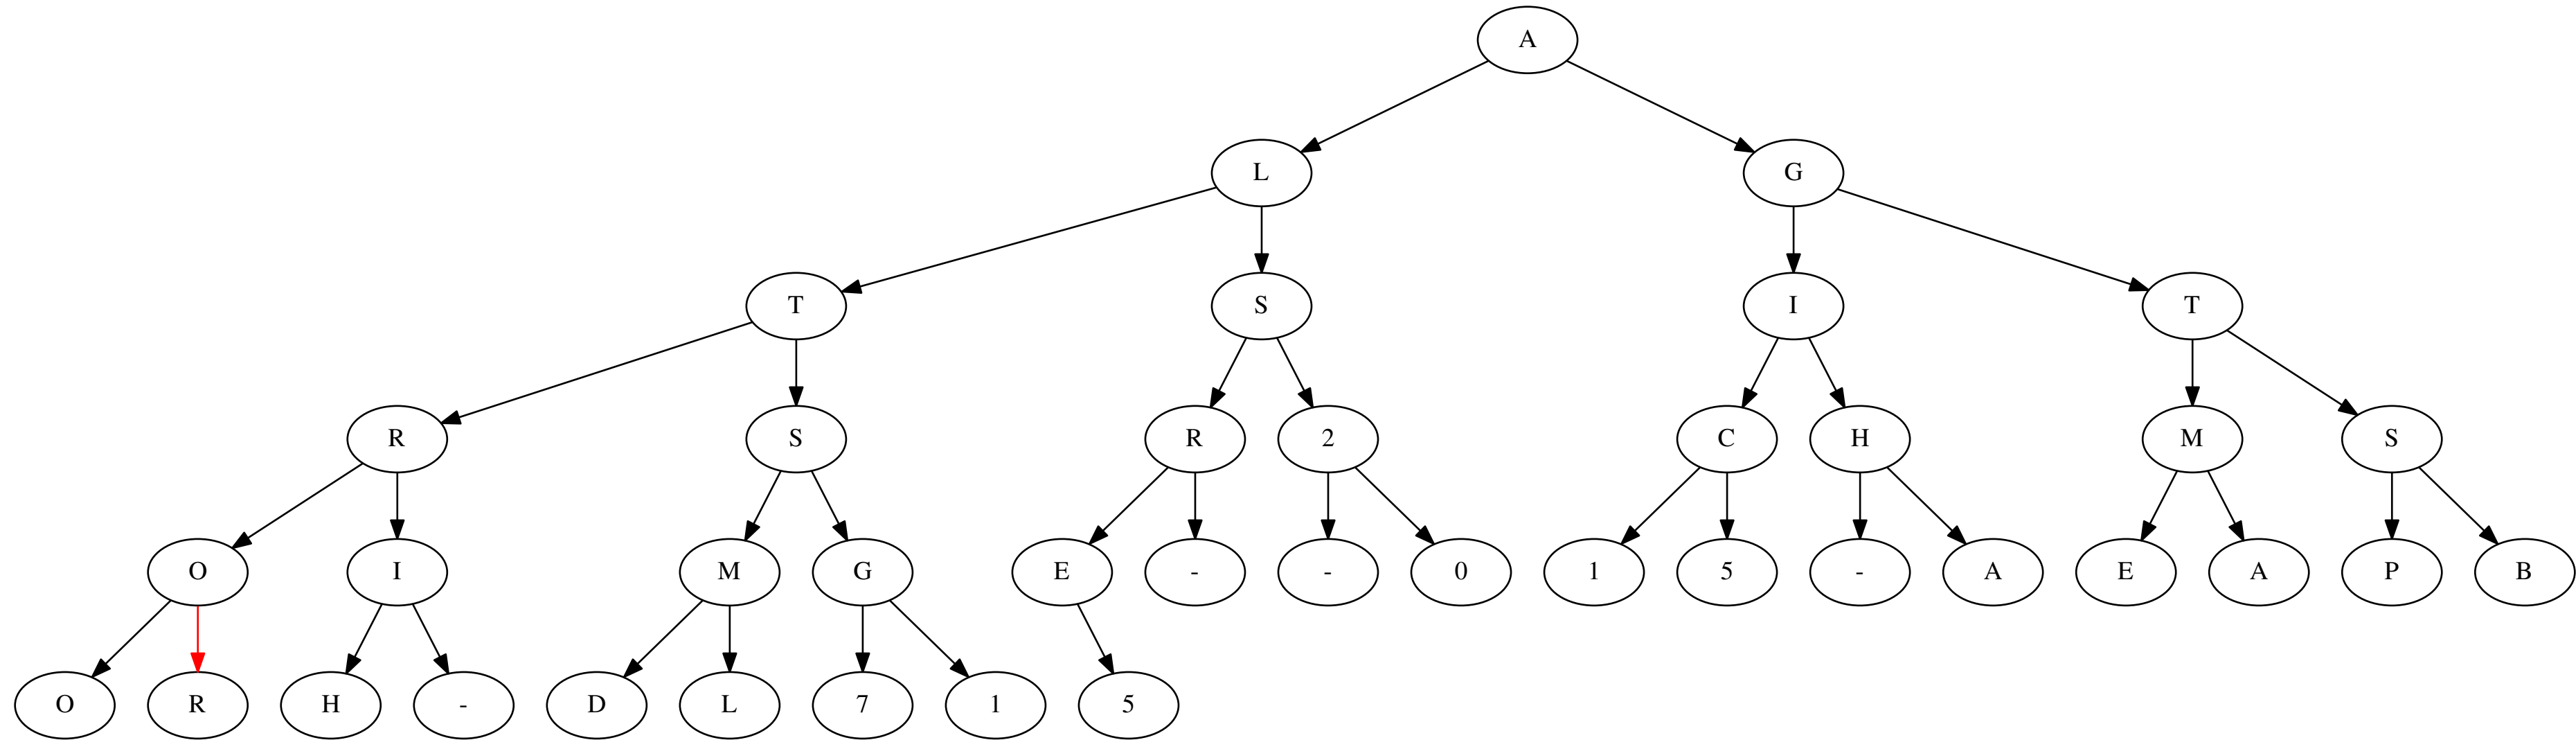 A
L G
T S I T
R S R 2 C H M S
O I M G E - - 0 1 5 - A E A P B
O R H - D L 7 1 5